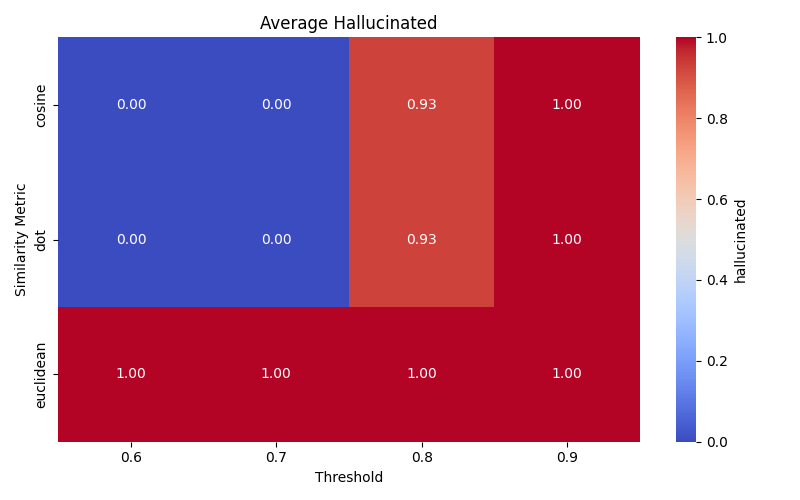 Average Hallucinated
Similarity Metric
cosine
dot
euclidean
0.00 0.00 0.93 1.00
0.00 0.00 0.93 1.00
1.00 1.00 1.00 1.00
0.6 0.7 0.8 0.9
Threshold
1.0
0.8
0.6
0.4
0.2
0.0
hallucinated